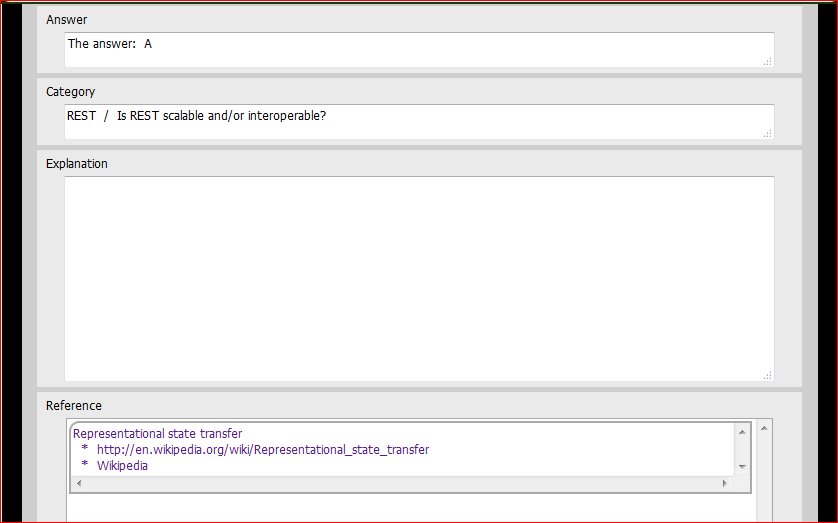 Answer
The answer:  A
Category
REST  /  Is REST scalable and/or interoperable?
Explanation
Reference
Representational state transfer
*  http://en.wikipedia.org/wiki/Representational_state_transfer
*  Wikipedia